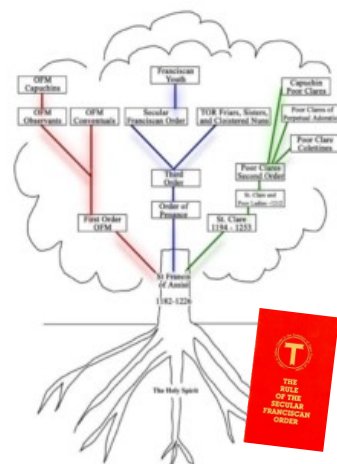 OFM
Capuchins
Franciscan
Youth
Capuchin
Poor Clares
OFM
Observants
OFM
Conventuals
Secular
Franciscan Order
TOR Friars, Sisters,
and Cloistered Nuns
Poor Clares of
Perpetual Adoration
Poor Clare
Colettines
Third
Order
Poor Clares
Second Order
St. Clare and
Poor Ladies
Order of
Penance
First Order
OFM
St. Clare
1194 - 1253
St Francis
of Assisi
1182-1226
The Holy Spirit
T
THE
RULE
OF THE
SECULAR
FRANCISCAN
ORDER